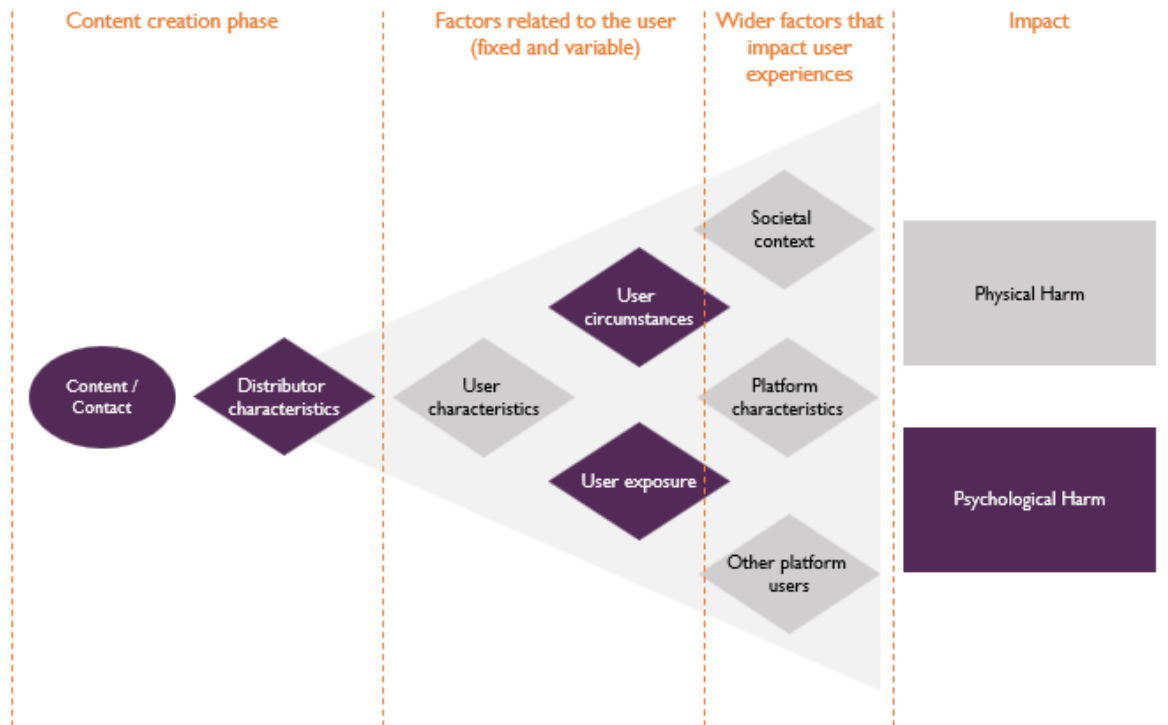 Content creation phase
Factors related to the user
(fixed and variable)
Wider factors that
impact user
experiences
Impact
Content /
Contact
Distributor
characteristics
User
characteristics
User
circumstances
User exposure
Societal
context
Platform
characteristics
Other platform
users
Physical Harm
Psychological Harm